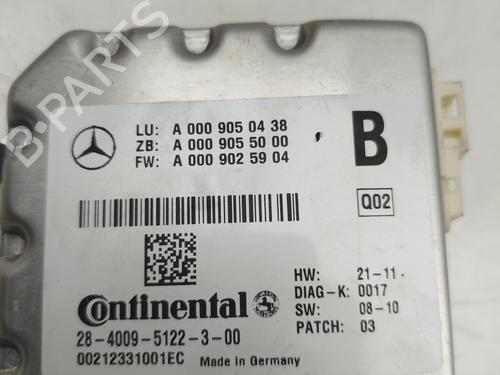 B-PARTS
LU: A 000 905 04 38
ZB: A 000 905 50 00
FW: A 000 902 59 04
B
Q02
Continental
28-4009-5122-3-00
00212331001EC Made in Germany
HW: 21-11
DIAG-K: 0017
SW: 08-10
PATCH: 03